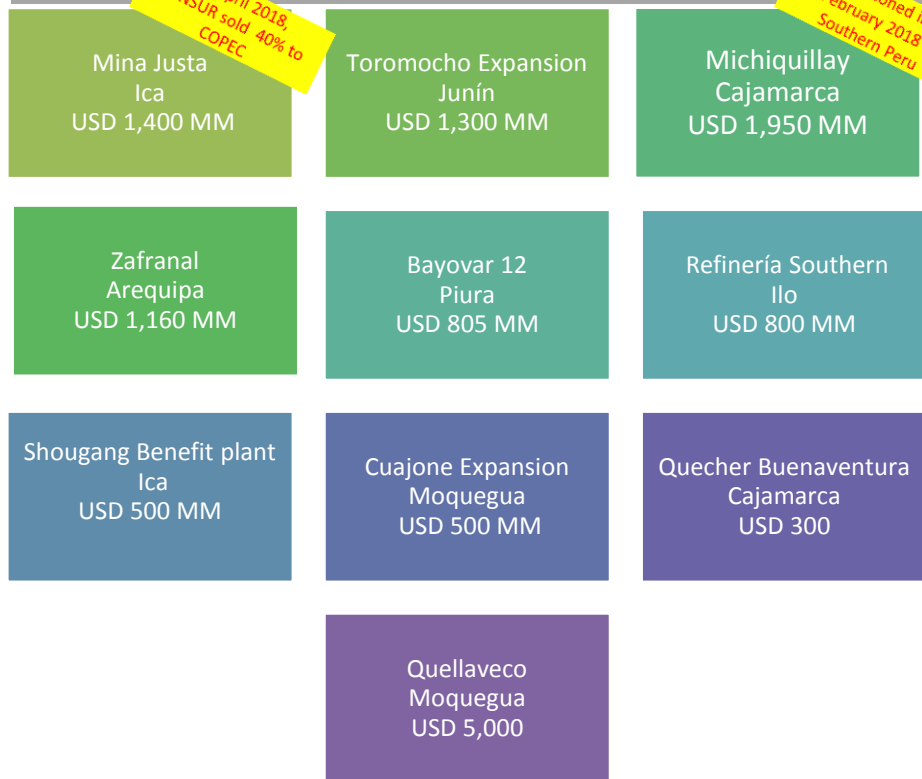 2018,
sold 40% to
COPEC
February 2018
Southern Peru
Mina Justa
Ica
USD 1,400 MM
Toromocho Expansion
Junín
USD 1,300 MM
Michiquillay
Cajamarca
USD 1,950 MM
Zafranal
Arequipa
USD 1,160 MM
Bayovar 12
Piura
USD 805 MM
Refinería Southern
Ilo
USD 800 MM
Shougang Benefit plant
Ica
USD 500 MM
Cuajone Expansion
Moquegua
USD 500 MM
Quecher Buenaventura
Cajamarca
USD 300
Quellaveco
Moquegua
USD 5,000